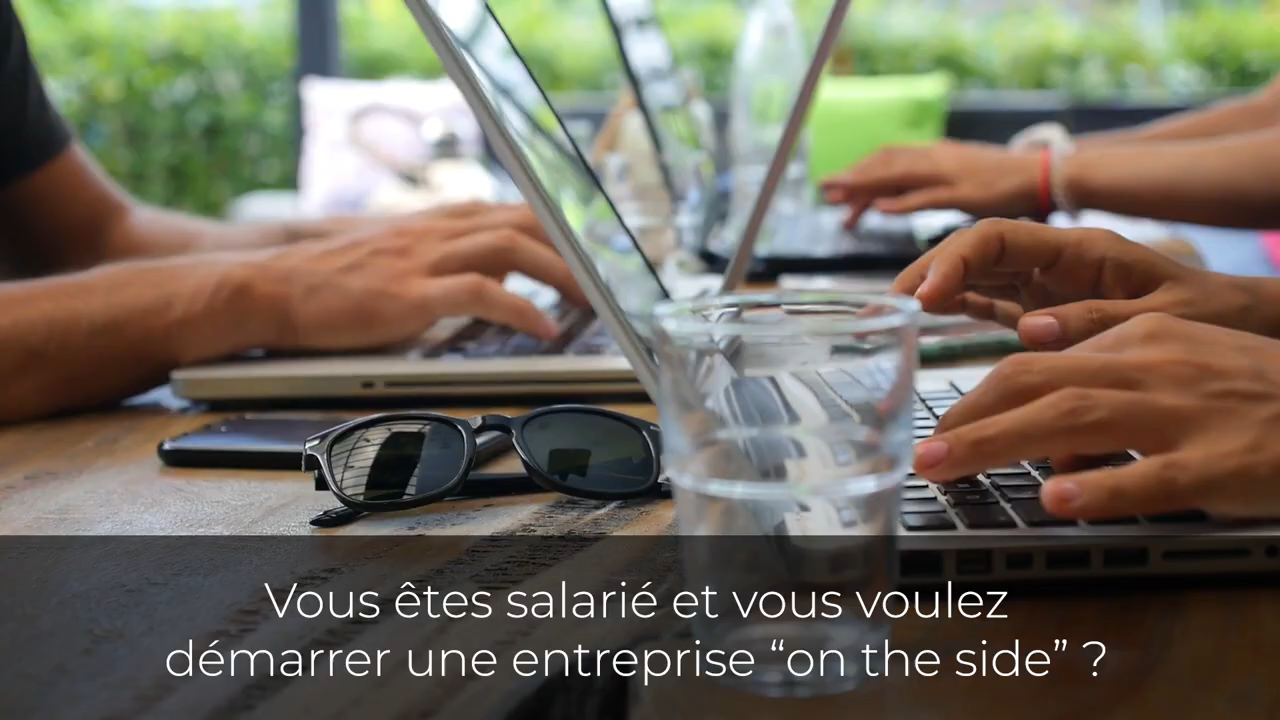 Vous êtes salarié et vous voulez
démarrer une entreprise “on the side” ?